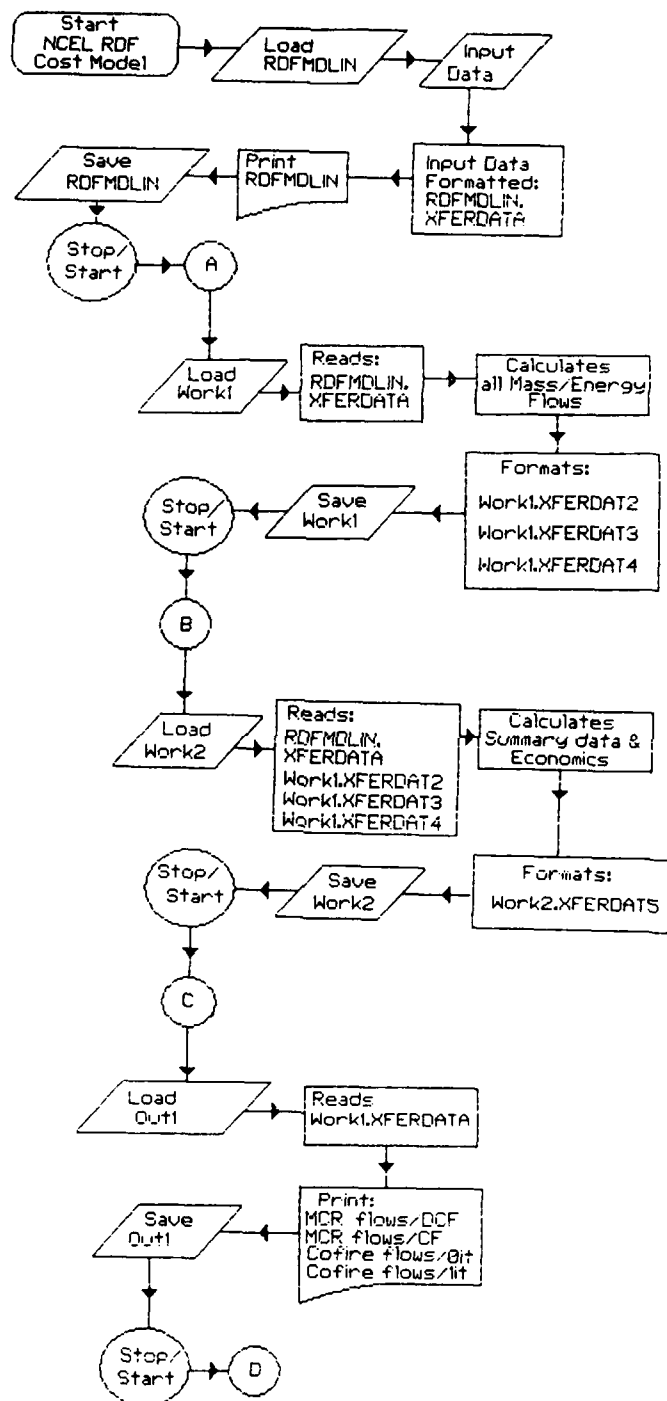 Start
NCEL RDF
Cost Model
Load
RDFMDLIN
Input
Data
Input Data
Formatted:
RDFMDLIN.
XFERDATA
Print
RDFMDLIN
Save
RDFMDLIN
Stop/
Start
A
Load
Work1
Reads:
RDFMDLIN.
XFERDATA
Calculates
all Mass/Energy
Flows
Formats:
Work1.XFERDAT2
Work1.XFERDAT3
Work1.XFERDAT4
Save
Work1
Stop/
Start
B
Load
Work2
Reads:
RDFMDLIN.
XFERDATA
Work1.XFERDAT2
Work1.XFERDAT3
Work1.XFERDAT4
Calculates
Summary data &
Economics
Formats:
Work2.XFERDAT5
Save
Work2
Stop/
Start
C
Load
Out1
Reads
Work1.XFERDATA
Print:
MCR flows/DCF
MCR flows/CF
Cofire flows/0it
Cofire flows/1it
Save
Out1
Stop/
Start
D